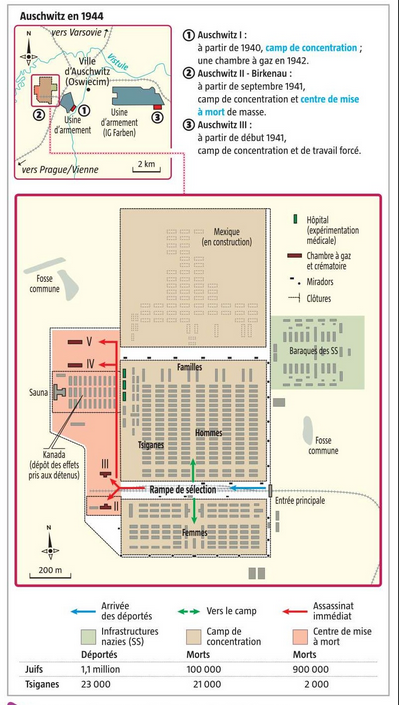 Auschwitz en 1944
vers Varsovie
Vistule
Ville
d'Auschwitz
(Oswiecim)
Usine
d'armement
Usine
d'armement
(IG Farben)
1
2
3
2 km
vers Prague/Vienne
N
1 Auschwitz I :
à partir de 1940, camp de concentration ;
une chambre à gaz en 1942.
2 Auschwitz II - Birkenau :
à partir de septembre 1941,
camp de concentration et centre de mise
à mort de masse.
3 Auschwitz III :
à partir de début 1941,
camp de concentration et de travail forcé.
Mexique
(en construction)
Hôpital
(expérimentation
médicale)
Chambre à gaz
et crématoire
Miradors
Clôtures
Fosse
commune
V
IV
Familles
Baraques des SS
Sauna
Kanada
(dépôt des effets
pris aux détenus)
Hommes
Tsiganes
Fosse
commune
III
Rampe de sélection
Entrée principale
II
Femmes
N
200 m
Arrivée
des déportés
Vers le camp
Assassinat
immédiat
Infrastructures
nazies (SS)
Camp de
concentration
Centre de mise
à mort
Déportés Morts Morts
Juifs 1,1 million 100 000 900 000
Tsiganes 23 000 21 000 2 000